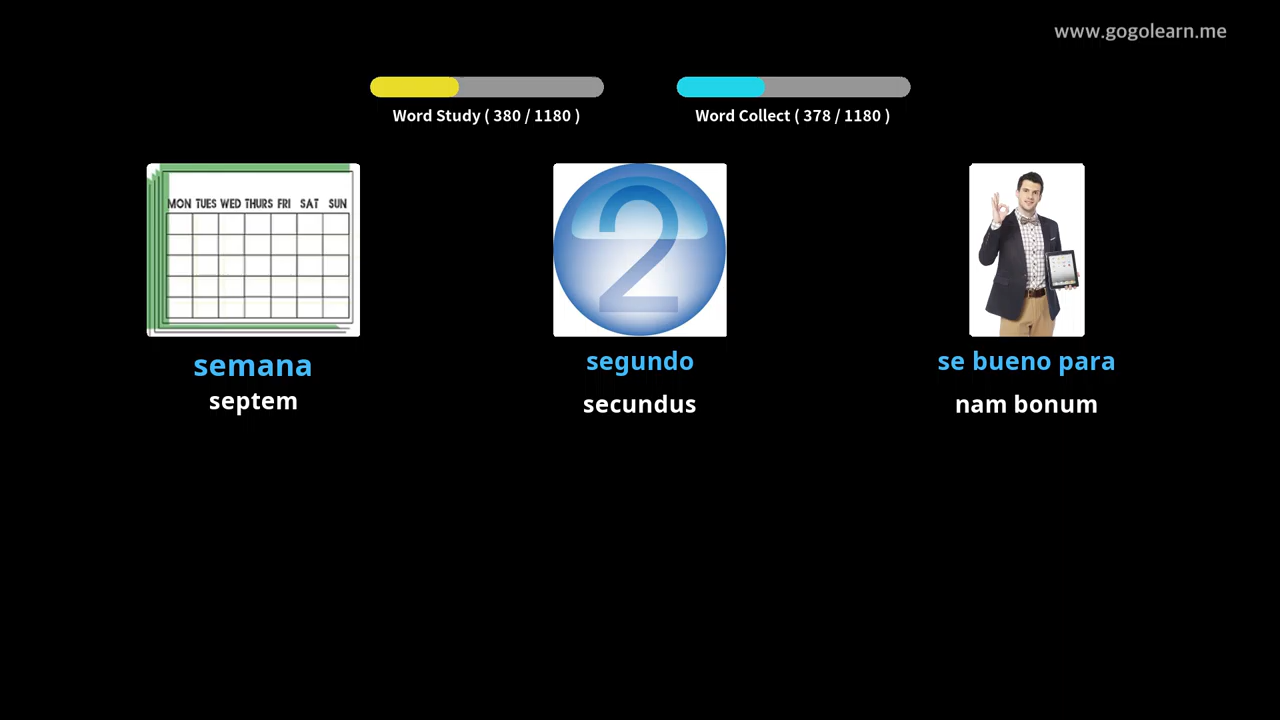 www.gogolearn.me
Word Study ( 380 / 1180 )
Word Collect ( 378 / 1180 )
MON TUES WED THURS FRI SAT SUN
2
semana
segundo
se bueno para
septem
secundus
nam bonum